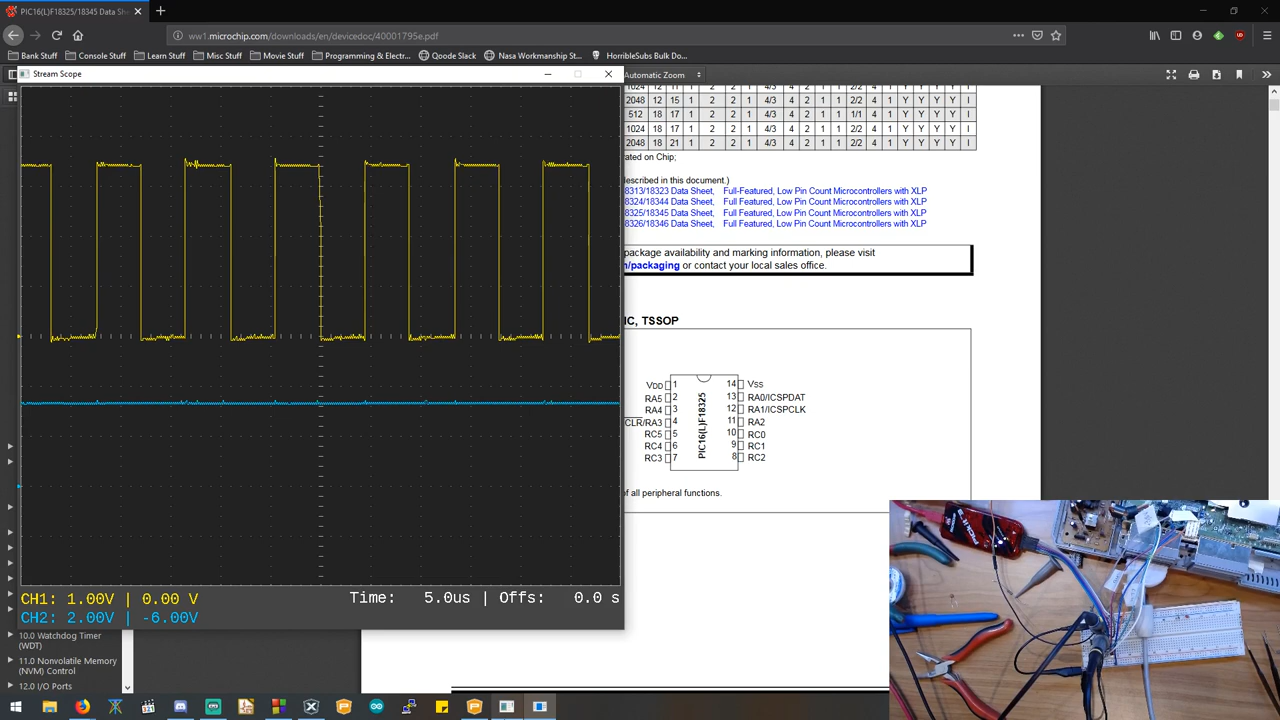 PIC16(L)F18325/18345 Data She
ww1.microchip.com/downloads/en/devicedoc/40001795e.pdf
Bank Stuff Console Stuff Learn Stuff Misc Stuff Movie Stuff Programming & Electr... Qode Slack Nasa Workmanship St... HorribleSubs Bulk Do...
Stream Scope
Automatic Zoom
1024 12 11 1 2 2 1 4/3 4 2 1 1 2/2 4 1 Y Y Y Y I
2048 12 15 1 2 2 1 4/3 4 2 1 1 2/2 4 1 Y Y Y Y I
512 18 17 1 2 2 1 4/3 4 2 1 1 1/1 4 1 Y Y Y Y I
1024 18 17 1 2 2 1 4/3 4 2 1 1 2/2 4 1 Y Y Y Y I
2048 18 21 1 2 2 1 4/3 4 2 1 1 2/2 4 1 Y Y Y Y I
rated on Chip;
described in this document.)
8313/18323 Data Sheet, Full-Featured, Low Pin Count Microcontrollers with XLP
8324/18344 Data Sheet, Full Featured, Low Pin Count Microcontrollers with XLP
8325/18345 Data Sheet, Full Featured, Low Pin Count Microcontrollers with XLP
8326/18346 Data Sheet, Full Featured, Low Pin Count Microcontrollers with XLP
package availability and marking information, please visit
m/packaging or contact your local sales office.
IC, TSSOP
VDD 1 14 VSS
RA5 2 13 RA0/ICSPDAT
RA4 3 12 RA1/ICSPCLK
CLR/RA3 4 11 RA2
RC5 5 10 RC0
RC4 6 9 RC1
RC3 7 8 RC2
PIC16(L)F18325
of all peripheral functions.
CH1: 1.00V | 0.00 V Time: 5.0us | Offs: 0.0 s
CH2: 2.00V | -6.00V
10.0 Watchdog Timer
(WDT)
11.0 Nonvolatile Memory
(NVM) Control
12.0 I/O Ports